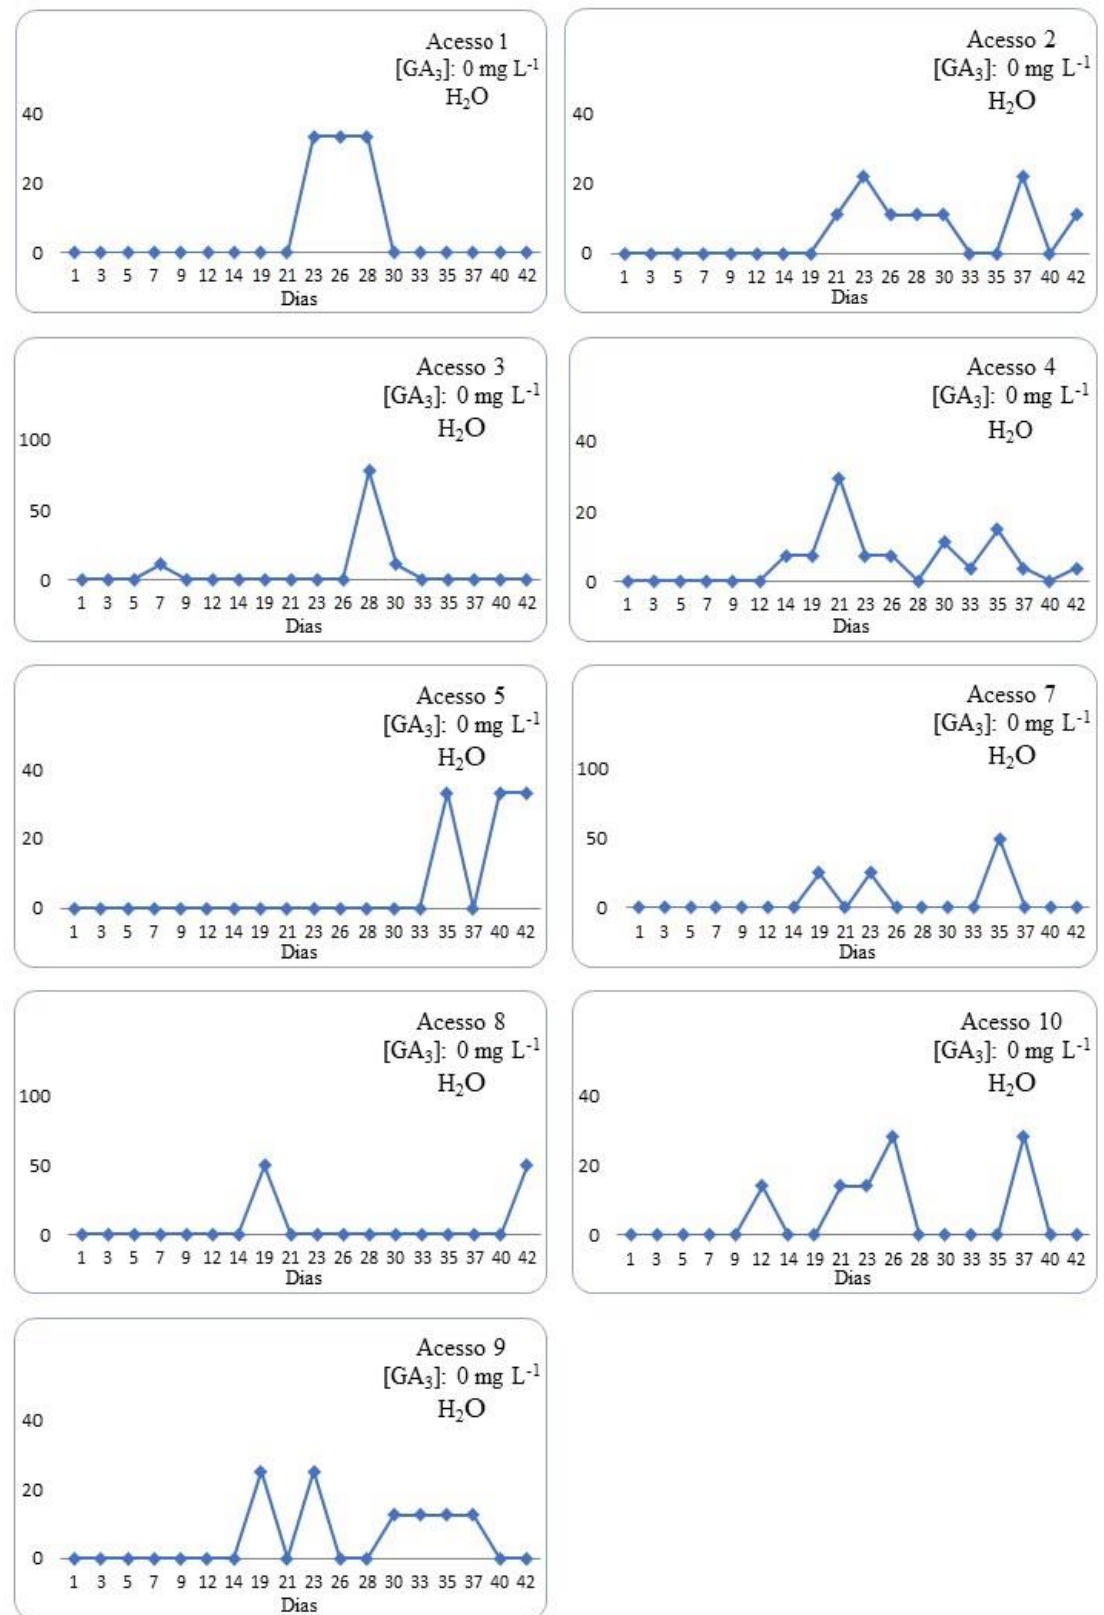 Acesso 1
[GA₃]: 0 mg L⁻¹
H₂O
40
20
0
1 3 5 7 9 12 14 19 21 23 26 28 30 33 35 37 40 42
Dias
Acesso 2
[GA₃]: 0 mg L⁻¹
H₂O
40
20
0
1 3 5 7 9 12 14 19 21 23 26 28 30 33 35 37 40 42
Dias
Acesso 3
[GA₃]: 0 mg L⁻¹
H₂O
100
50
0
1 3 5 7 9 12 14 19 21 23 26 28 30 33 35 37 40 42
Dias
Acesso 4
[GA₃]: 0 mg L⁻¹
H₂O
40
20
0
1 3 5 7 9 12 14 19 21 23 26 28 30 33 35 37 40 42
Dias
Acesso 5
[GA₃]: 0 mg L⁻¹
H₂O
40
20
0
1 3 5 7 9 12 14 19 21 23 26 28 30 33 35 37 40 42
Dias
Acesso 7
[GA₃]: 0 mg L⁻¹
H₂O
100
50
0
1 3 5 7 9 12 14 19 21 23 26 28 30 33 35 37 40 42
Dias
Acesso 8
[GA₃]: 0 mg L⁻¹
H₂O
100
50
0
1 3 5 7 9 12 14 19 21 23 26 28 30 33 35 37 40 42
Dias
Acesso 10
[GA₃]: 0 mg L⁻¹
H₂O
40
20
0
1 3 5 7 9 12 14 19 21 23 26 28 30 33 35 37 40 42
Dias
Acesso 9
[GA₃]: 0 mg L⁻¹
H₂O
40
20
0
1 3 5 7 9 12 14 19 21 23 26 28 30 33 35 37 40 42
Dias